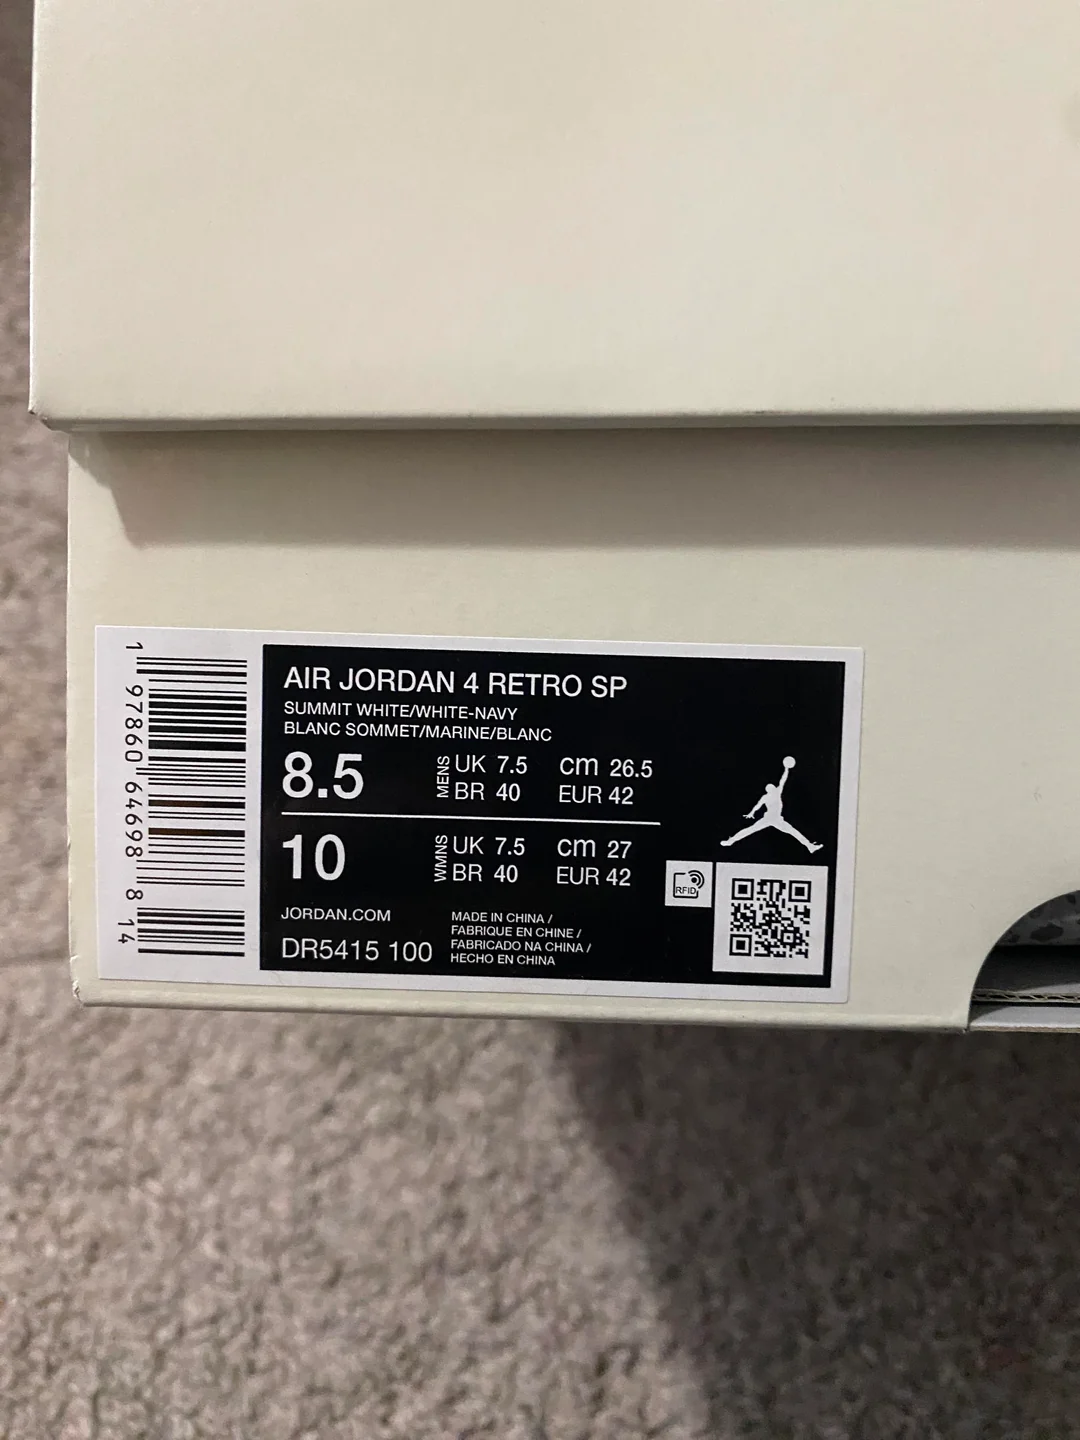 1 97860 64698 8 14
AIR JORDAN 4 RETRO SP
SUMMIT WHITE/WHITE-NAVY
BLANC SOMMET/MARINE/BLANC
8.5 MENS UK 7.5 cm 26.5
BR 40 EUR 42
10 WMNS UK 7.5 cm 27
BR 40 EUR 42
RFID
JORDAN.COM
DR5415 100
MADE IN CHINA /
FABRIQUE EN CHINE /
FABRICADO NA CHINA /
HECHO EN CHINA